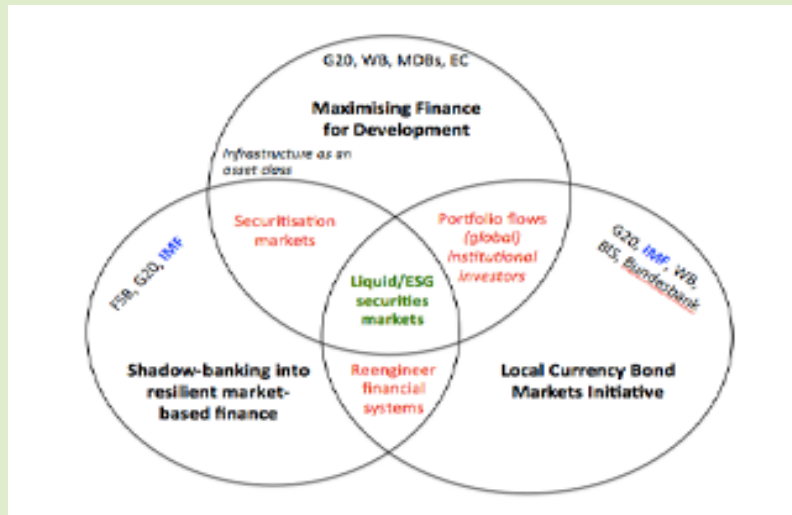 G20, WB, MDBs, EC
Maximising Finance
for Development
Infrastructure as an
asset class
Securitisation
markets
Portfolio flows
(global)
institutional
investors
FSB, G20, IMF
G20, IMF, WB,
BIS, Bundesbank
Liquid/ESG
securities
markets
Shadow-banking into
resilient market-
based finance
Reengineer
financial
systems
Local Currency Bond
Markets Initiative